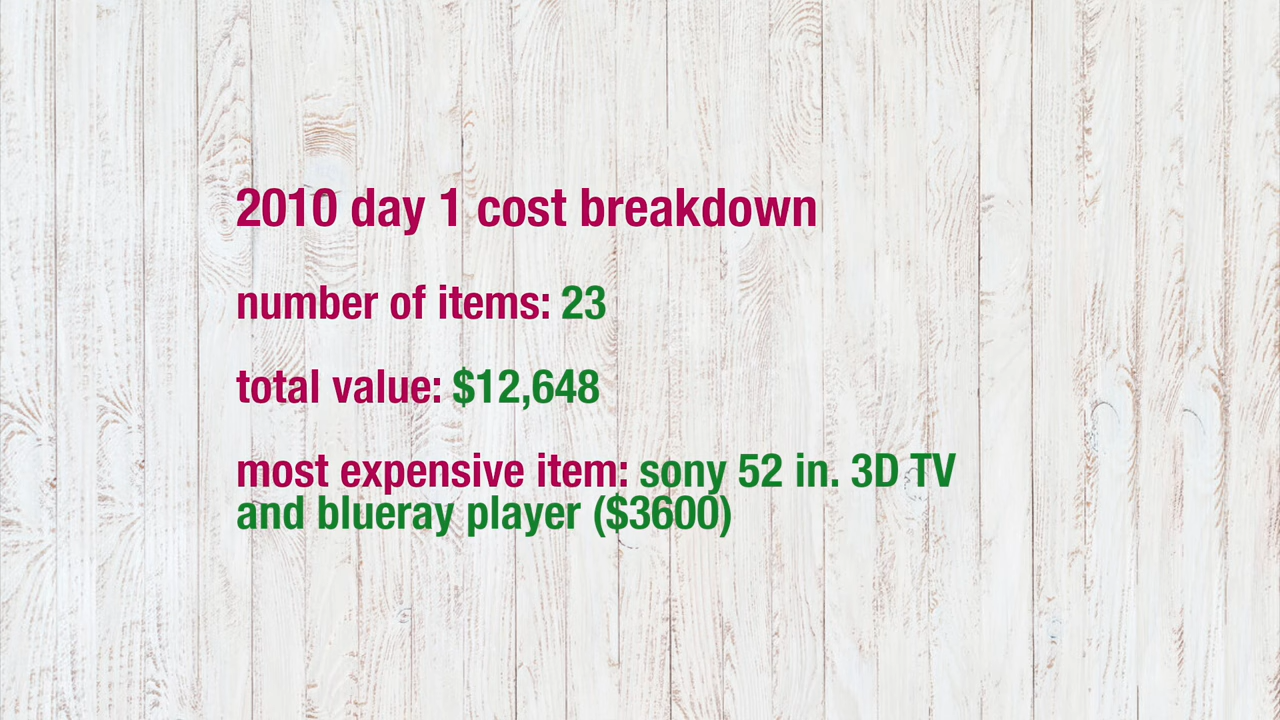 2010 day 1 cost breakdown
number of items: 23
total value: $12,648
most expensive item: sony 52 in. 3D TV
and blueray player ($3600)